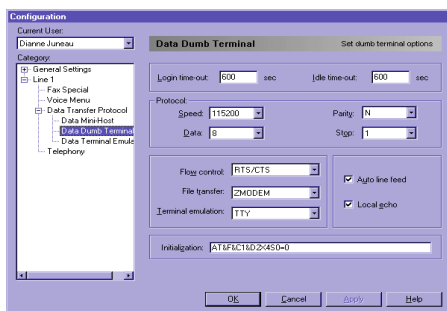 Configuration
Current User:
Dianne Juneau
Category:
General Settings
Line 1
Fax Special
Voice Menu
Data Transfer Protocol
Data Mini-Host
Data Dumb Terminal
Data Terminal Emula
Telephony
Data Dumb Terminal
Set dumb terminal options
Login time-out: 600 sec
Idle time-out: 600 sec
Protocol:
Speed: 115200
Parity: N
Data: 8
Stop: 1
Flow control: RTS/CTS
File transfer: ZMODEM
Terminal emulation: TTY
Auto line feed
Local echo
Initialization: AT&F&C1&D2X4S0=0
OK
Cancel
Apply
Help